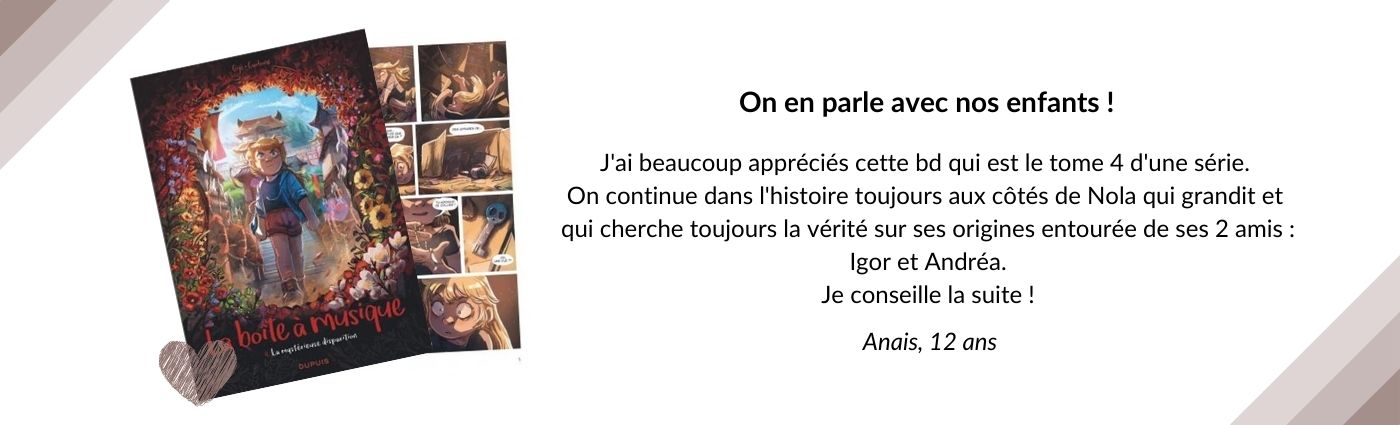 Gijé • Carbone
La boîte à musique
4. La mystérieuse disparition
DUPUIS
On en parle avec nos enfants !
J'ai beaucoup appréciés cette bd qui est le tome 4 d'une série.
On continue dans l'histoire toujours aux côtés de Nola qui grandit et
qui cherche toujours la vérité sur ses origines entourée de ses 2 amis :
Igor et Andréa.
Je conseille la suite !
Anais, 12 ans